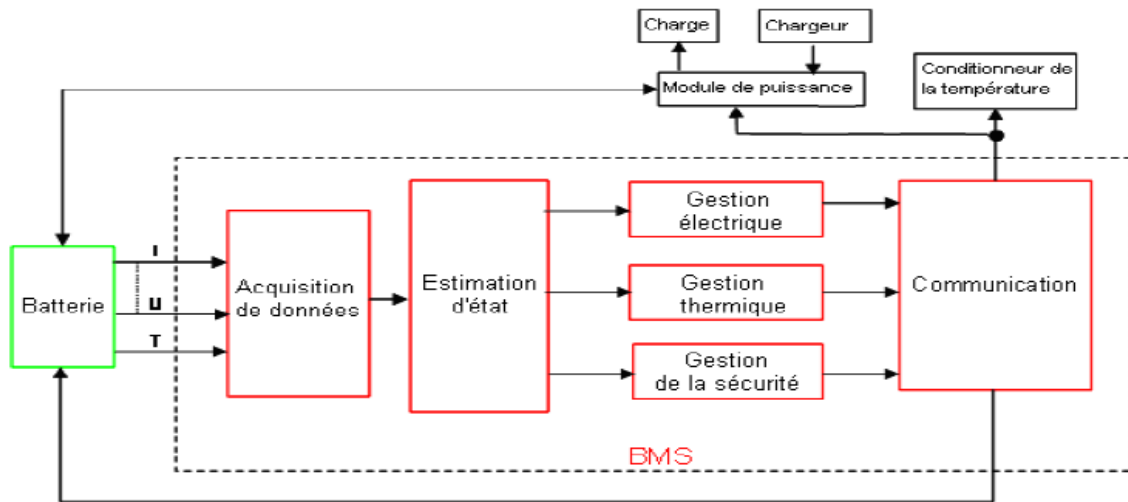 Charge
Chargeur
Module de puissance
Conditionneur de
la température
Batterie
I
U
T
Acquisition
de données
Estimation
d'état
Gestion
électrique
Gestion
thermique
Gestion
de la sécurité
Communication
BMS